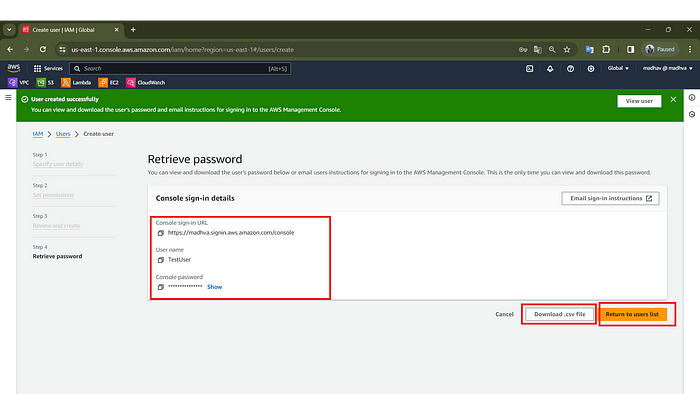 Create user | IAM | Global
us-east-1.console.aws.amazon.com/iam/home?region=us-east-1#/users/create
Paused
aws
Services
Search
[Alt+S]
Global
madhav @ madhva
VPC
S3
Lambda
EC2
CloudWatch
User created successfully
You can view and download the user's password and email instructions for signing in to the AWS Management Console.
View user
IAM > Users > Create user
Step 1
Specify user details
Step 2
Set permissions
Step 3
Review and create
Step 4
Retrieve password
Retrieve password
You can view and download the user's password below or email users instructions for signing in to the AWS Management Console. This is the only time you can view and download this password.
Console sign-in details
Email sign-in instructions
Console sign-in URL
https://madhva.signin.aws.amazon.com/console
User name
TestUser
Console password
*************** Show
Cancel
Download .csv file
Return to users list